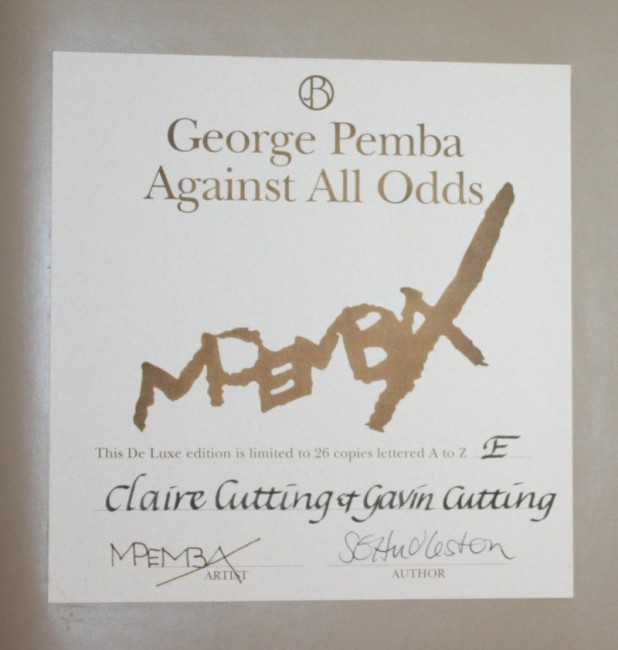 JB
George Pemba
Against All Odds
MPEMBA
This De Luxe edition is limited to 26 copies lettered A to Z E
Claire Cutting & Gavin Cutting
MPEMBA SEHudleston
ARTIST AUTHOR